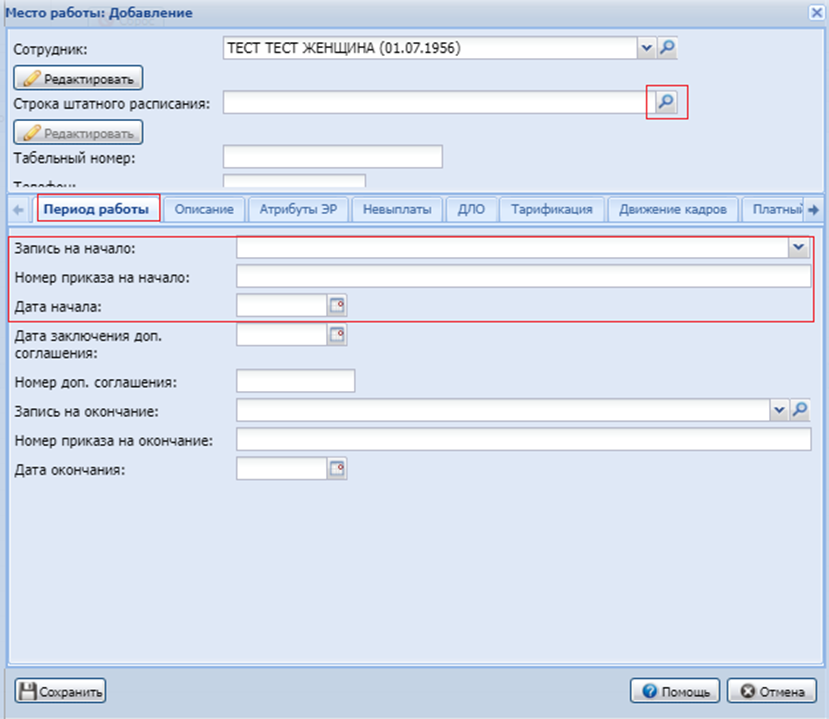 Место работы: Добавление
Сотрудник: ТЕСТ ТЕСТ ЖЕНЩИНА (01.07.1956)
Редактировать
Строка штатного расписания:
Редактировать
Табельный номер:
Телефон:
Период работы Описание Атрибуты ЭР Невыплаты ДЛО Тарификация Движение кадров Платный
Запись на начало:
Номер приказа на начало:
Дата начала:
Дата заключения доп.
соглашения:
Номер доп. соглашения:
Запись на окончание:
Номер приказа на окончание:
Дата окончания:
Сохранить Помощь Отмена